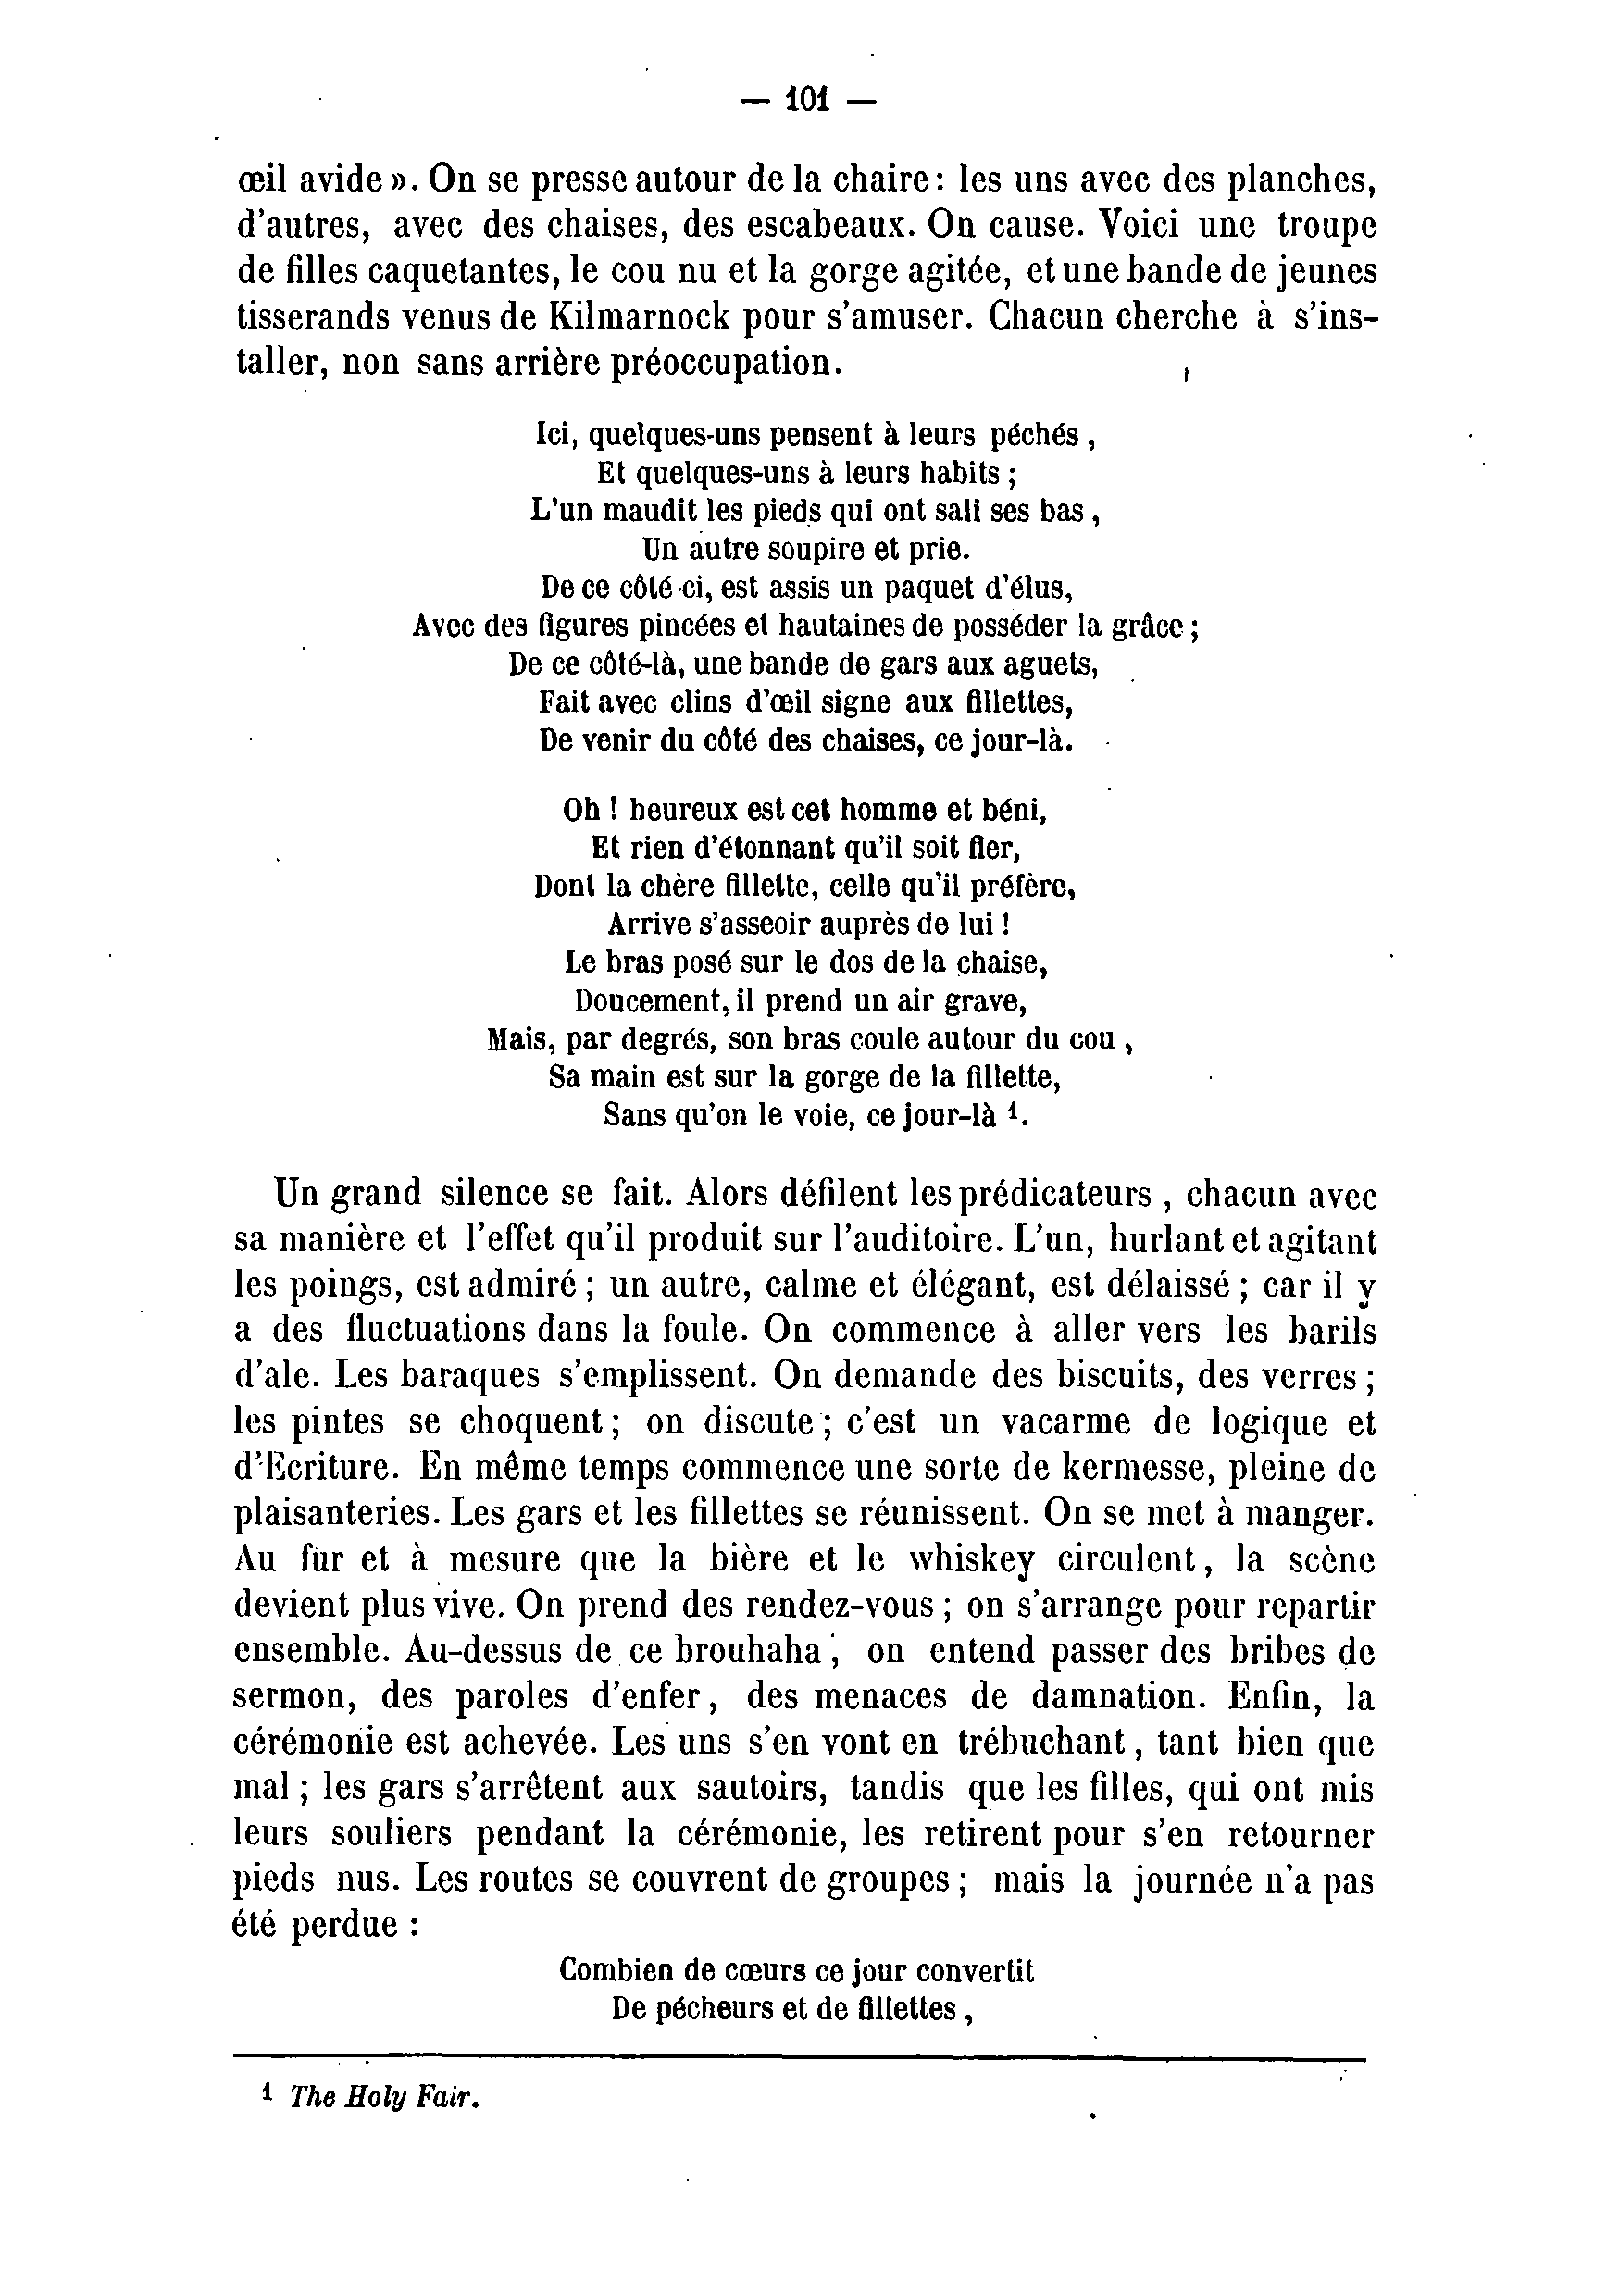 — 101 —
œil avide ». On se presse autour de la chaire : les uns avec des planches,
d'autres, avec des chaises, des escabeaux. On cause. Voici une troupe
de filles caquetantes, le cou nu et la gorge agitée, et une bande de jeunes
tisserands venus de Kilmarnock pour s'amuser. Chacun cherche à s'ins-
taller, non sans arrière préoccupation.
Ici, quelques-uns pensent à leurs péchés ,
Et quelques-uns à leurs habits ;
L'un maudit les pieds qui ont sali ses bas ,
Un autre soupire et prie.
De ce côté-ci, est assis un paquet d'élus,
Avec des figures pincées et hautaines de posséder la grâce ;
De ce côté-là, une bande de gars aux aguets,
Fait avec clins d'œil signe aux fillettes,
De venir du côté des chaises, ce jour-là.
Oh ! heureux est cet homme et béni,
Et rien d'étonnant qu'il soit fier,
Dont la chère fillette, celle qu'il préfère,
Arrive s'asseoir auprès de lui !
Le bras posé sur le dos de la chaise,
Doucement, il prend un air grave,
Mais, par degrés, son bras coule autour du cou ,
Sa main est sur la gorge de la fillette,
Sans qu'on le voie, ce jour-là 1.
Un grand silence se fait. Alors défilent les prédicateurs , chacun avec
sa manière et l'effet qu'il produit sur l'auditoire. L'un, hurlant et agitant
les poings, est admiré ; un autre, calme et élégant, est délaissé ; car il y
a des fluctuations dans la foule. On commence à aller vers les barils
d'ale. Les baraques s'emplissent. On demande des biscuits, des verres ;
les pintes se choquent ; on discute ; c'est un vacarme de logique et
d'Ecriture. En même temps commence une sorte de kermesse, pleine de
plaisanteries. Les gars et les fillettes se réunissent. On se met à manger.
Au fur et à mesure que la bière et le whiskey circulent, la scène
devient plus vive. On prend des rendez-vous ; on s'arrange pour repartir
ensemble. Au-dessus de ce brouhaha, on entend passer des bribes de
sermon, des paroles d'enfer, des menaces de damnation. Enfin, la
cérémonie est achevée. Les uns s'en vont en trébuchant, tant bien que
mal ; les gars s'arrêtent aux sautoirs, tandis que les filles, qui ont mis
leurs souliers pendant la cérémonie, les retirent pour s'en retourner
pieds nus. Les routes se couvrent de groupes ; mais la journée n'a pas
été perdue :
Combien de cœurs ce jour convertit
De pécheurs et de fillettes ,
1 The Holy Fair.